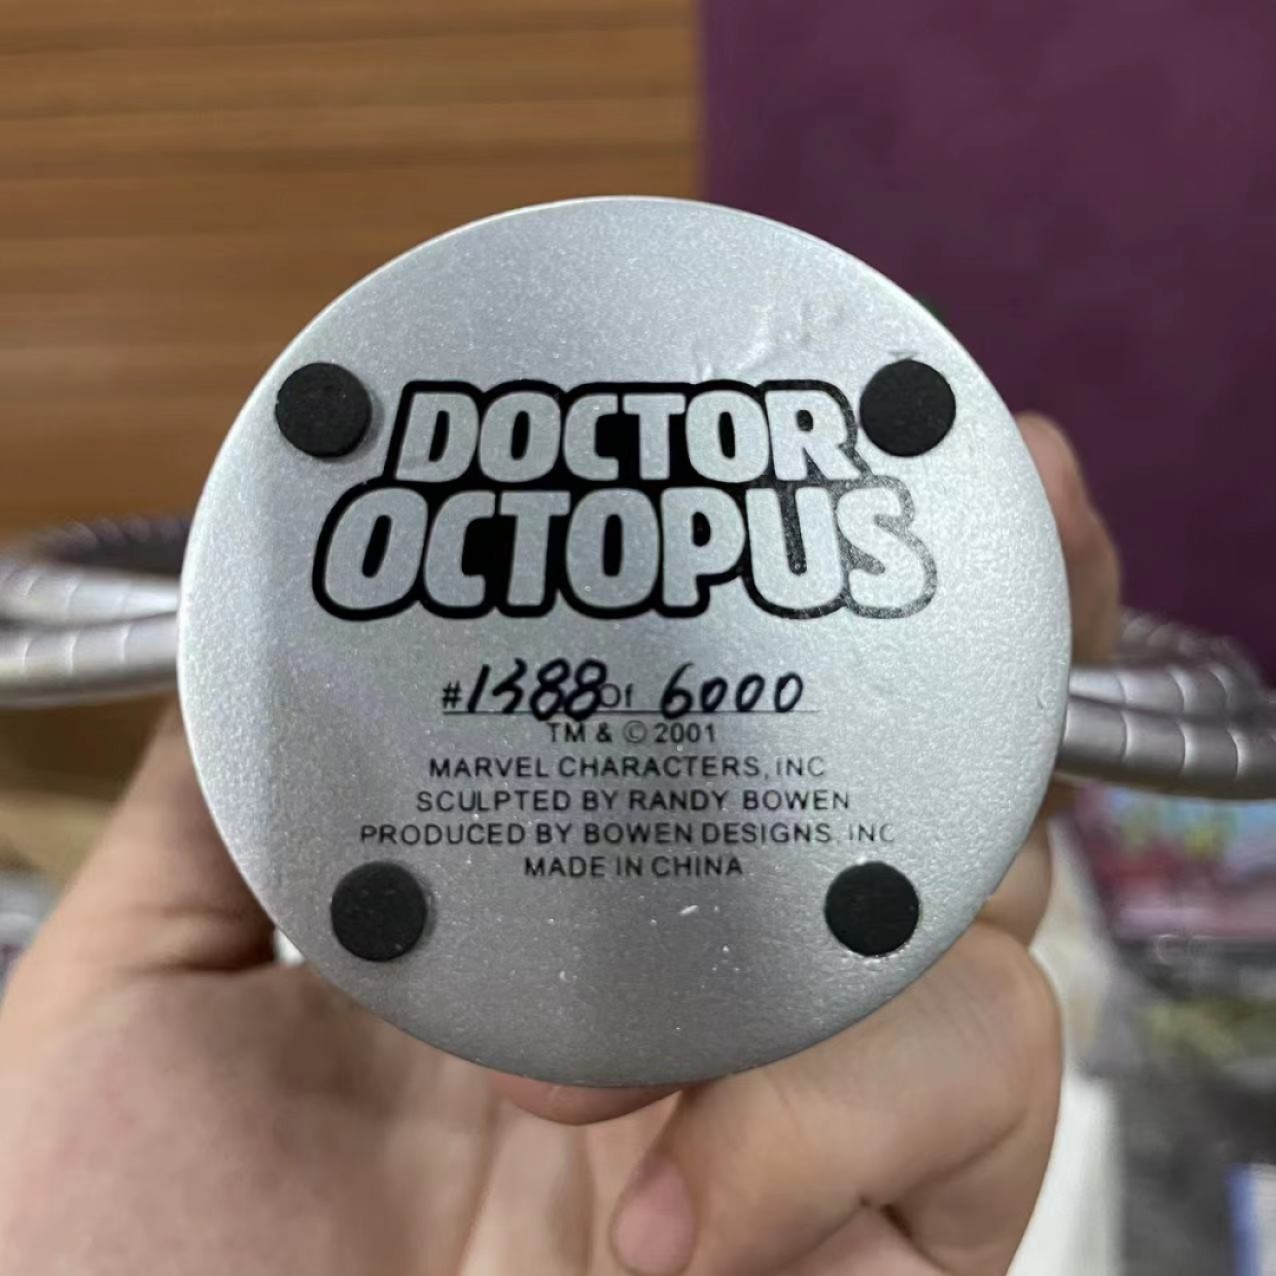 DOCTOR
OCTOPUS
#1388 Of 6000
TM & © 2001
MARVEL CHARACTERS, INC
SCULPTED BY RANDY BOWEN
PRODUCED BY BOWEN DESIGNS, INC
MADE IN CHINA